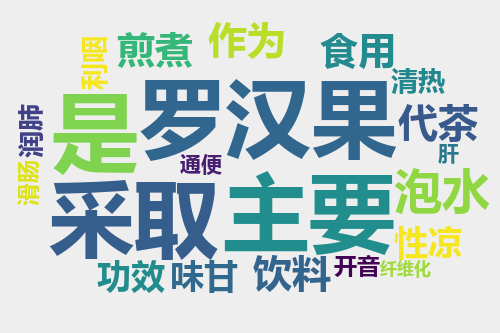 利咽
煎煮
作为
食用
清热
是
罗汉果
代茶
润肺
通便
肝
滑肠
采取
主要
泡水
性凉
功效
味甘
饮料
开音
纤维化